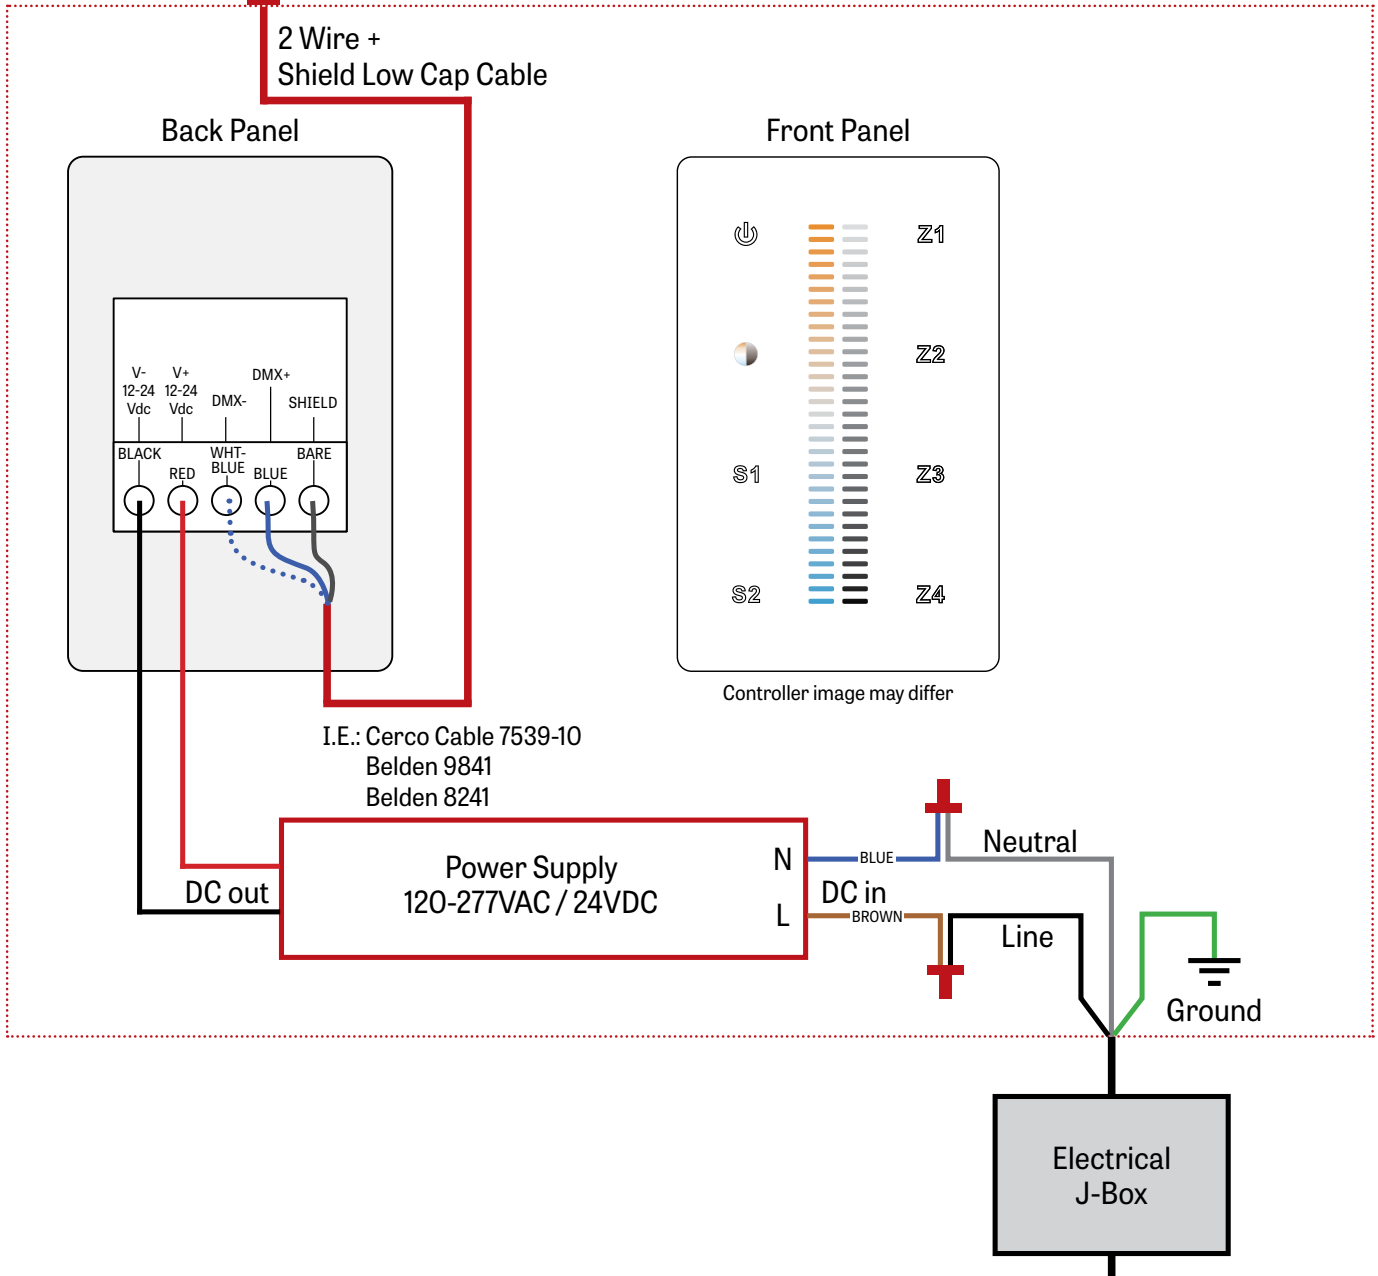 2 Wire +
Shield Low Cap Cable
Back Panel
Front Panel
V-
12-24
Vdc
V+
12-24
Vdc
DMX-
DMX+
SHIELD
BLACK
RED
WHT-
BLUE
BLUE
BARE
Z1
Z2
S1
Z3
S2
Z4
Controller image may differ
I.E.: Cerco Cable 7539-10
Belden 9841
Belden 8241
Power Supply
120-277VAC / 24VDC
DC out
N
L
BLUE
DC in
BROWN
Neutral
Line
Ground
Electrical
J-Box